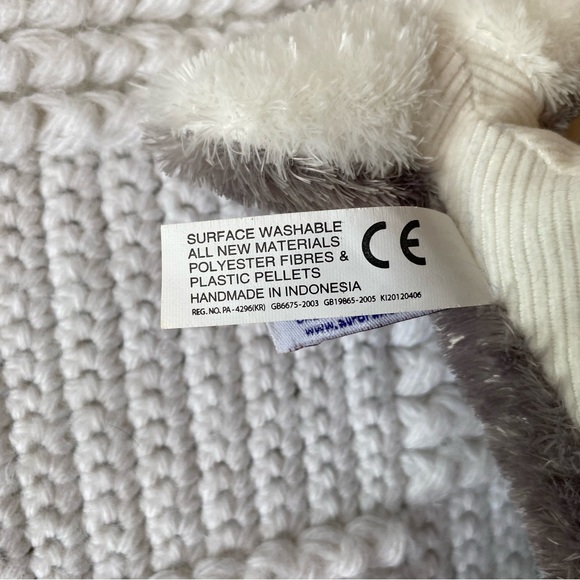 SURFACE WASHABLE
ALL NEW MATERIALS
POLYESTER FIBRES &
PLASTIC PELLETS
HANDMADE IN INDONESIA
CE
REG. NO. PA-4296(KR) GB6675-2003 GB19865-2005 KI20120406